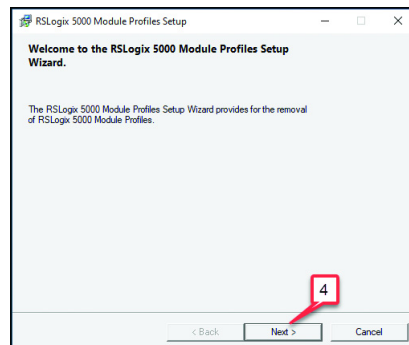 RSLogix 5000 Module Profiles Setup
Welcome to the RSLogix 5000 Module Profiles Setup
Wizard.
The RSLogix 5000 Module Profiles Setup Wizard provides for the removal
of RSLogix 5000 Module Profiles.
4
< Back
Next >
Cancel